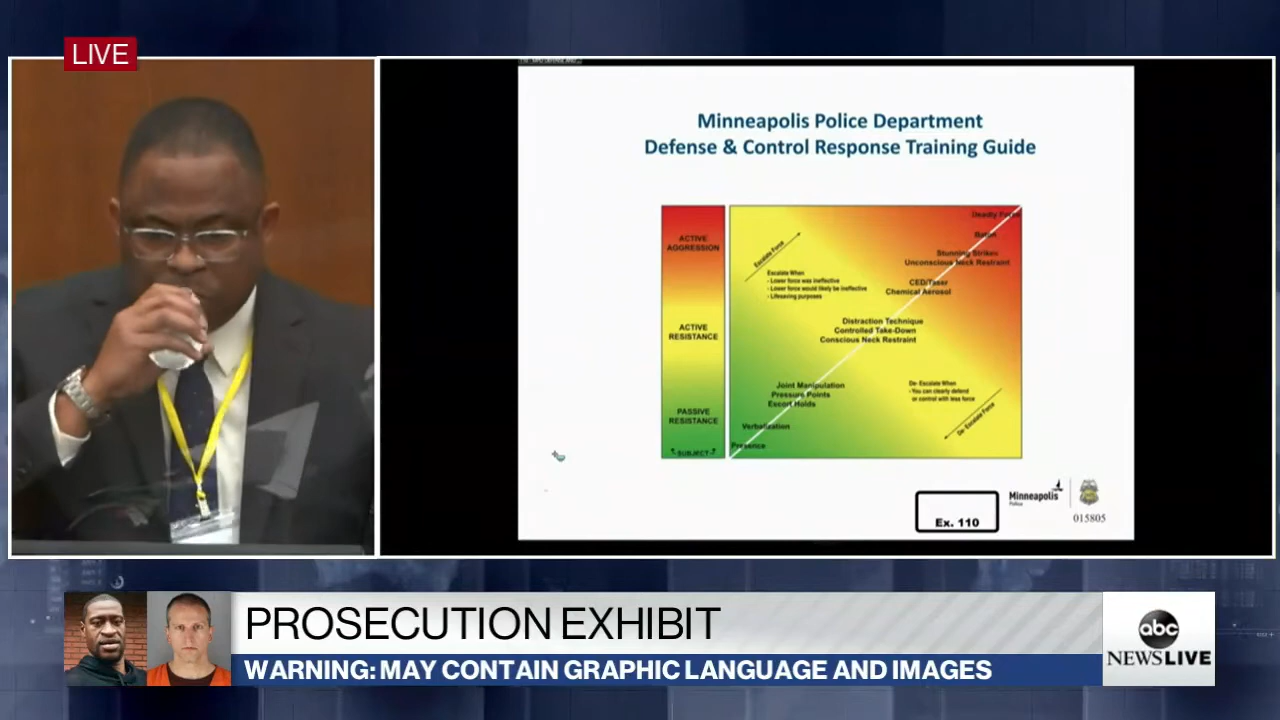 LIVE
Minneapolis Police Department
Defense & Control Response Training Guide
ACTIVE
AGGRESSION
ACTIVE
RESISTANCE
PASSIVE
RESISTANCE
SUBJECT
Escalate Force
Escalate When
- Lower force was ineffective
- Lower force would likely be ineffective
- Lifesaving purposes
Deadly Force
Baton
Stunning Strikes
Unconscious Neck Restraint
CED/Taser
Chemical Aerosol
Distraction Technique
Controlled Take-Down
Conscious Neck Restraint
Joint Manipulation
Pressure Points
Escort Holds
Verbalization
Presence
De- Escalate When
- You can clearly defend
or control with less force
De- Escalate Force
Ex. 110
Minneapolis
Police
015805
PROSECUTION EXHIBIT
WARNING: MAY CONTAIN GRAPHIC LANGUAGE AND IMAGES
abc
NEWS LIVE